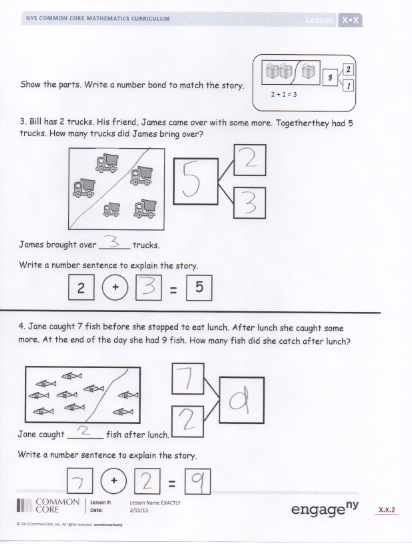 NYS COMMON CORE MATHEMATICS CURRICULUM
Lesson X•X
3 2 1
2 + 1 = 3
Show the parts. Write a number bond to match the story.
3. Bill has 2 trucks. His friend, James came over with some more. Togetherthey had 5
trucks. How many trucks did James bring over?
5 2 3
James brought over 3 trucks.
Write a number sentence to explain the story.
2 + 3 = 5
4. Jane caught 7 fish before she stopped to eat lunch. After lunch she caught some
more. At the end of the day she had 9 fish. How many fish did she catch after lunch?
7 2 9
Jane caught 2 fish after lunch.
Write a number sentence to explain the story.
7 + 2 = 9
COMMON CORE
Lesson #: Lesson Name EXACTLY
Date: 2/15/13
engageny
X.X.2
© 2013 Common Core, Inc. All rights reserved. commoncore.org